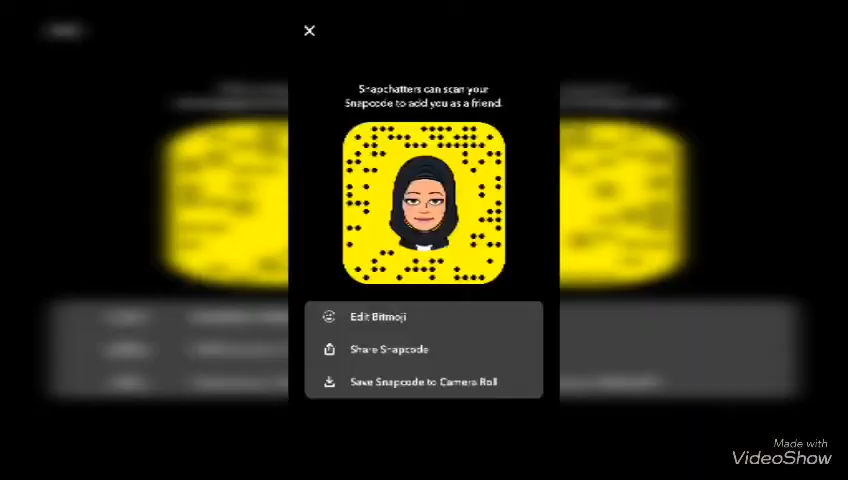 Snapchatters can scan your
Snapcode to add you as a friend.
Edit Bitmoji
Share Snapcode
Save Snapcode to Camera Roll
Made with
VideoShow